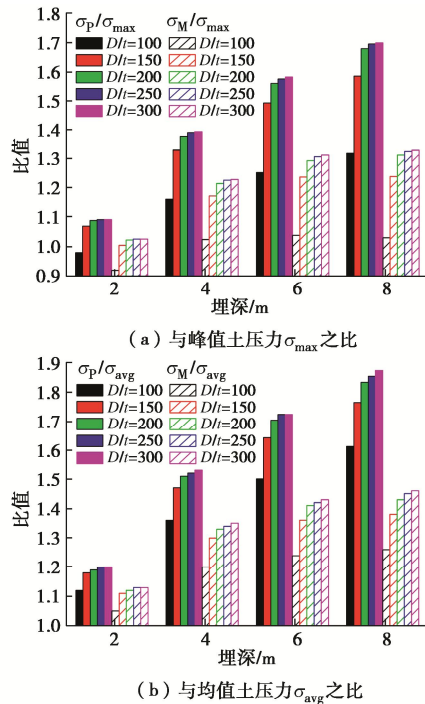 σP/σmax σM/σmax
D/t=100 D/t=100
D/t=150 D/t=150
D/t=200 D/t=200
D/t=250 D/t=250
D/t=300 D/t=300
1.8
1.7
1.6
1.5
1.4
1.3
1.2
1.1
1.0
0.9
比值
2 4 6 8
埋深/m
(a)与峰值土压力σmax之比
σP/σavg σM/σavg
D/t=100 D/t=100
D/t=150 D/t=150
D/t=200 D/t=200
D/t=250 D/t=250
D/t=300 D/t=300
1.9
1.8
1.7
1.6
1.5
1.4
1.3
1.2
1.1
1.0
比值
2 4 6 8
埋深/m
(b)与均值土压力σavg之比